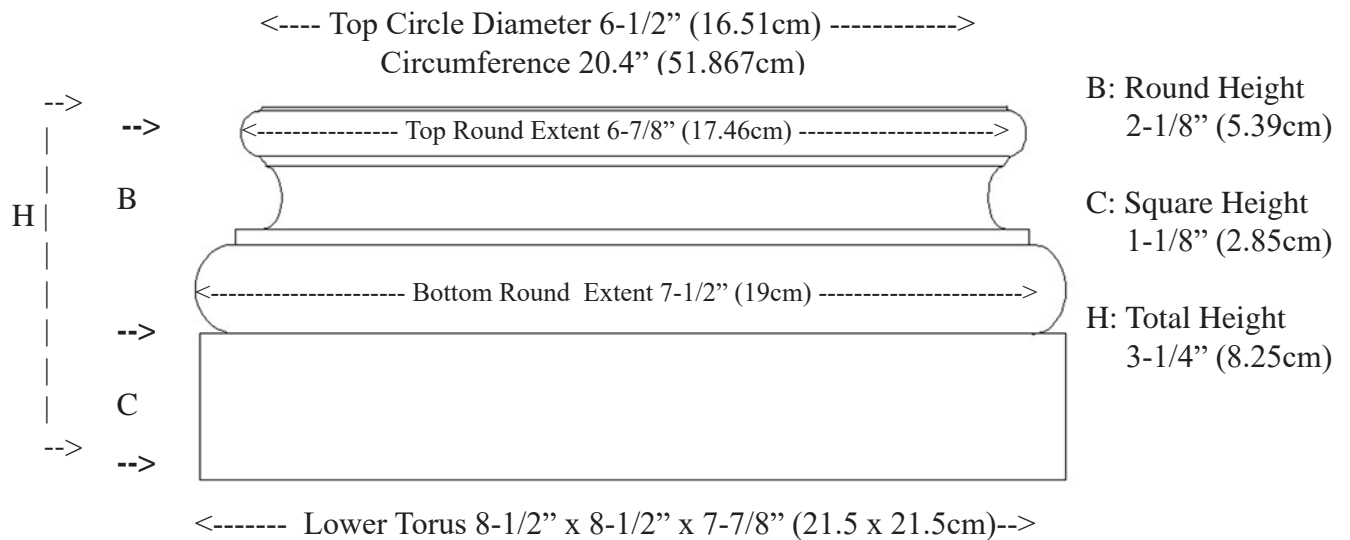 <---- Top Circle Diameter 6-1/2” (16.51cm) ------------>
Circumference 20.4” (51.867cm)
-->
-->
<--------------- Top Round Extent 6-7/8” (17.46cm) --------------------->
B: Round Height
2-1/8” (5.39cm)
B
H
C: Square Height
1-1/8” (2.85cm)
<--------------------- Bottom Round Extent 7-1/2” (19cm) ---------------------->
H: Total Height
3-1/4” (8.25cm)
-->
C
-->
-->
<------- Lower Torus 8-1/2” x 8-1/2” x 7-7/8” (21.5 x 21.5cm)-->